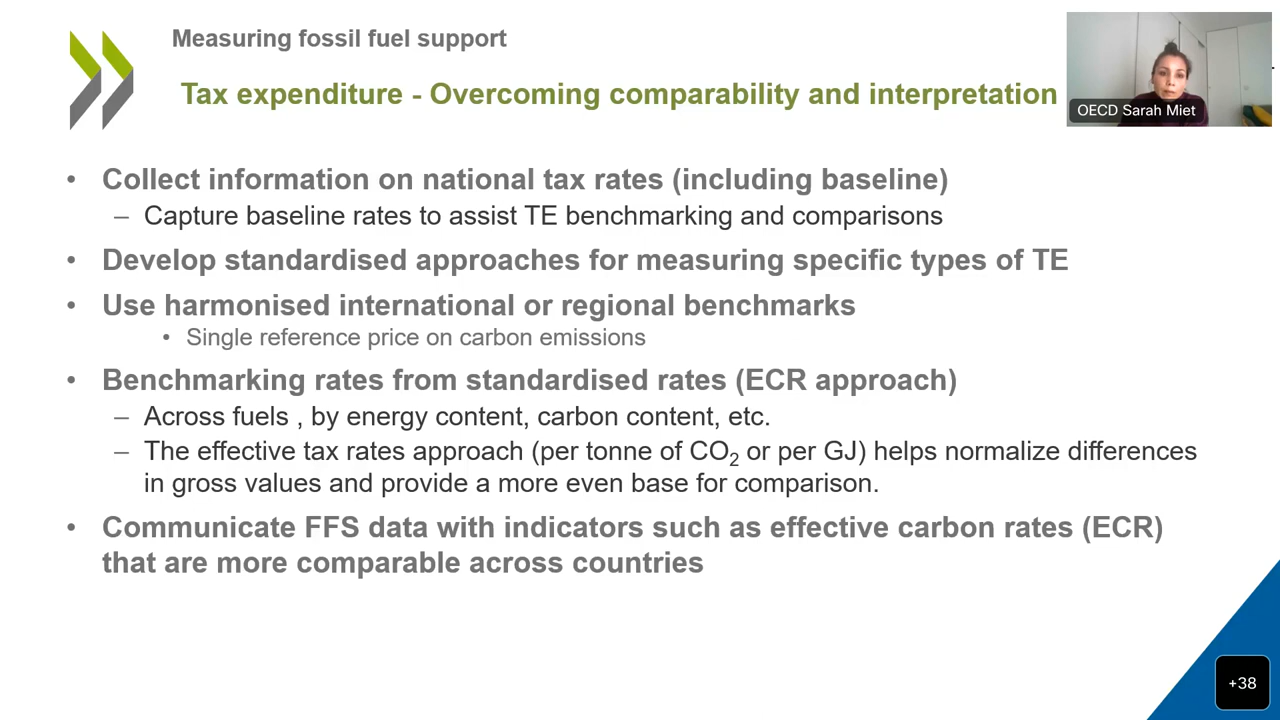 Measuring fossil fuel support
Tax expenditure - Overcoming comparability and interpretation
OECD Sarah Miet
• Collect information on national tax rates (including baseline)
– Capture baseline rates to assist TE benchmarking and comparisons
• Develop standardised approaches for measuring specific types of TE
• Use harmonised international or regional benchmarks
• Single reference price on carbon emissions
• Benchmarking rates from standardised rates (ECR approach)
– Across fuels , by energy content, carbon content, etc.
– The effective tax rates approach (per tonne of CO₂ or per GJ) helps normalize differences
in gross values and provide a more even base for comparison.
• Communicate FFS data with indicators such as effective carbon rates (ECR)
that are more comparable across countries
+38